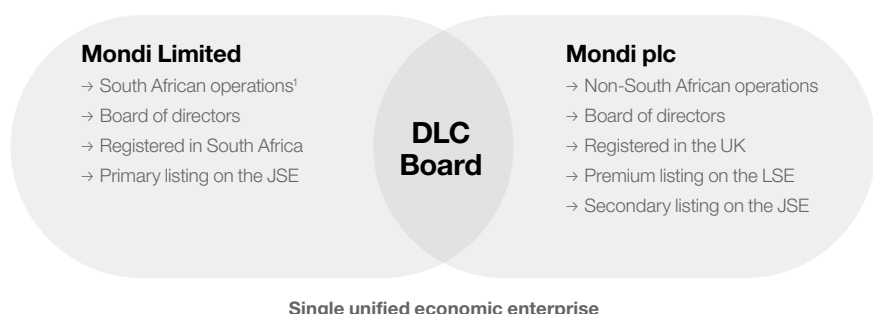 Mondi Limited
→ South African operations¹
→ Board of directors
→ Registered in South Africa
→ Primary listing on the JSE
DLC
Board
Mondi plc
→ Non-South African operations
→ Board of directors
→ Registered in the UK
→ Premium listing on the LSE
→ Secondary listing on the JSE
Single unified economic enterprise